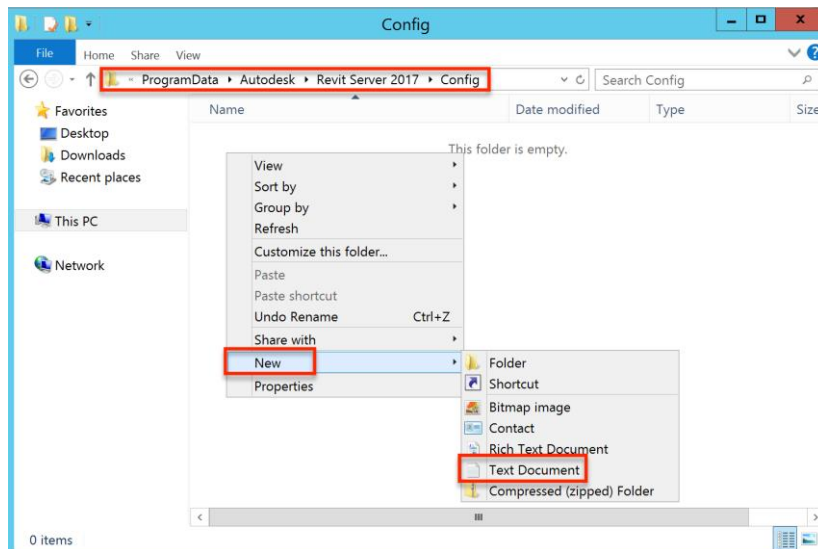 Config
File Home Share View
« ProgramData ▸ Autodesk ▸ Revit Server 2017 ▸ Config
Search Config
Favorites
Desktop
Downloads
Recent places
This PC
Network
Name Date modified Type Size
This folder is empty.
View
Sort by
Group by
Refresh
Customize this folder...
Paste
Paste shortcut
Undo Rename Ctrl+Z
Share with
New
Properties
Folder
Shortcut
Bitmap image
Contact
Rich Text Document
Text Document
Compressed (zipped) Folder
0 items